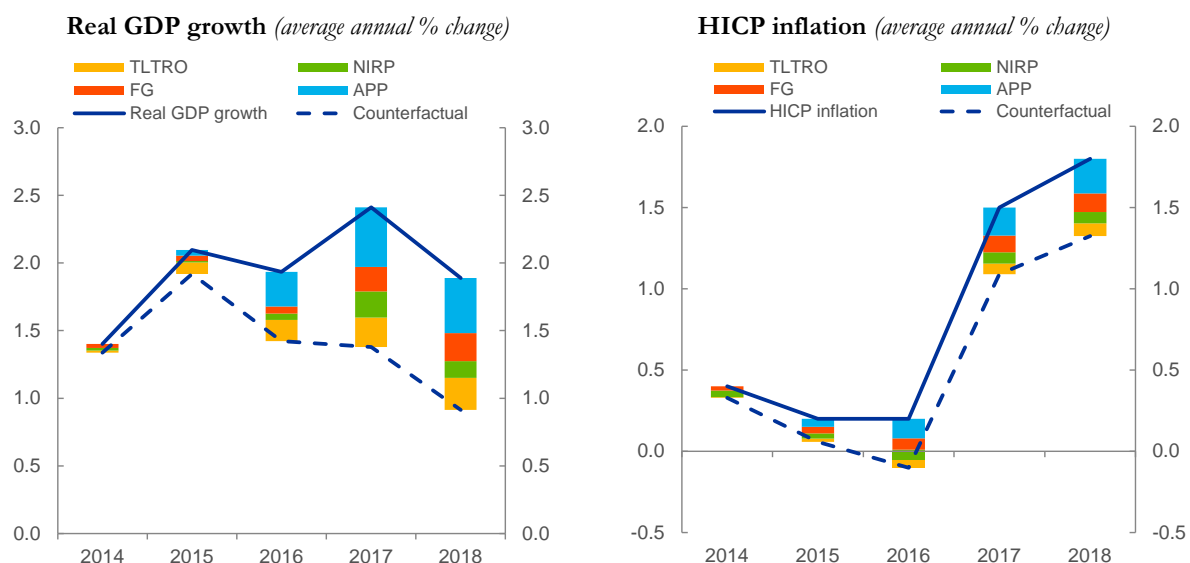 Real GDP growth (average annual % change)
TLTRO NIRP
FG APP
Real GDP growth Counterfactual
3.0 3.0
2.5 2.5
2.0 2.0
1.5 1.5
1.0 1.0
0.5 0.5
0.0 0.0
2014 2015 2016 2017 2018
HICP inflation (average annual % change)
TLTRO NIRP
FG APP
HICP inflation Counterfactual
2.0 2.0
1.5 1.5
1.0 1.0
0.5 0.5
0.0 0.0
-0.5 -0.5
2014 2015 2016 2017 2018